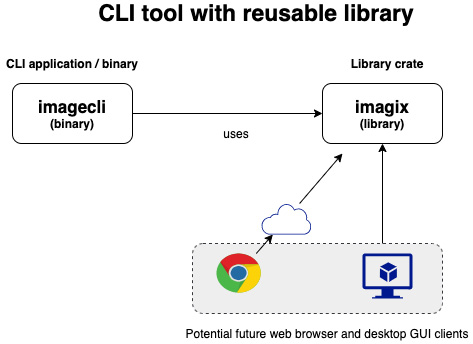 CLI tool with reusable library
CLI application / binary
Library crate
imagecli
(binary)
imagix
(library)
uses
Potential future web browser and desktop GUI clients